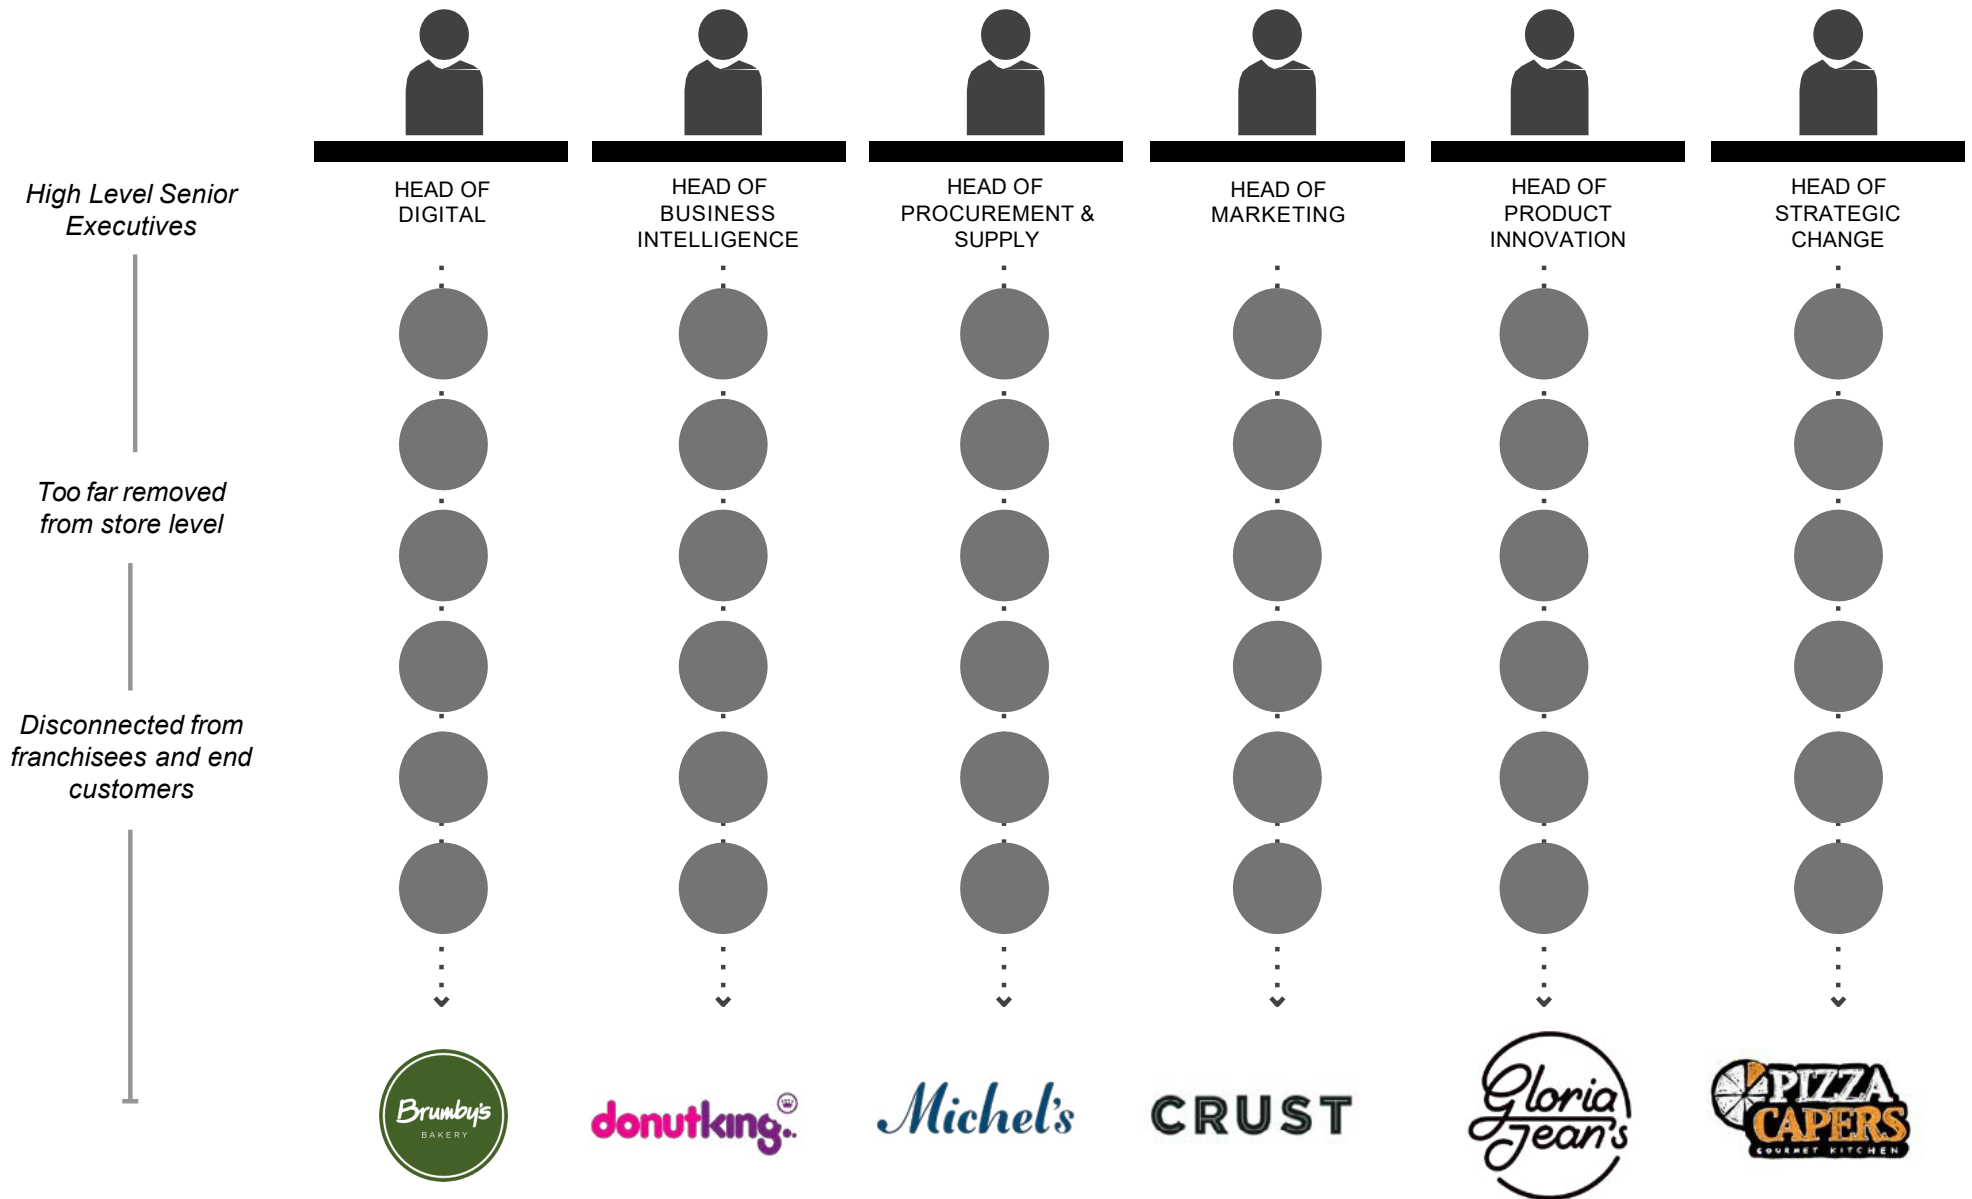 High Level Senior
Executives
HEAD OF
DIGITAL
HEAD OF
BUSINESS
INTELLIGENCE
HEAD OF
PROCUREMENT &
SUPPLY
HEAD OF
MARKETING
HEAD OF
PRODUCT
INNOVATION
HEAD OF
STRATEGIC
CHANGE
Too far removed
from store level
Disconnected from
franchisees and end
customers
Brumby's
BAKERY
donutking
Michel's
CRUST
Gloria
Jean's
PIZZA
CAPERS
GOURMET KITCHEN